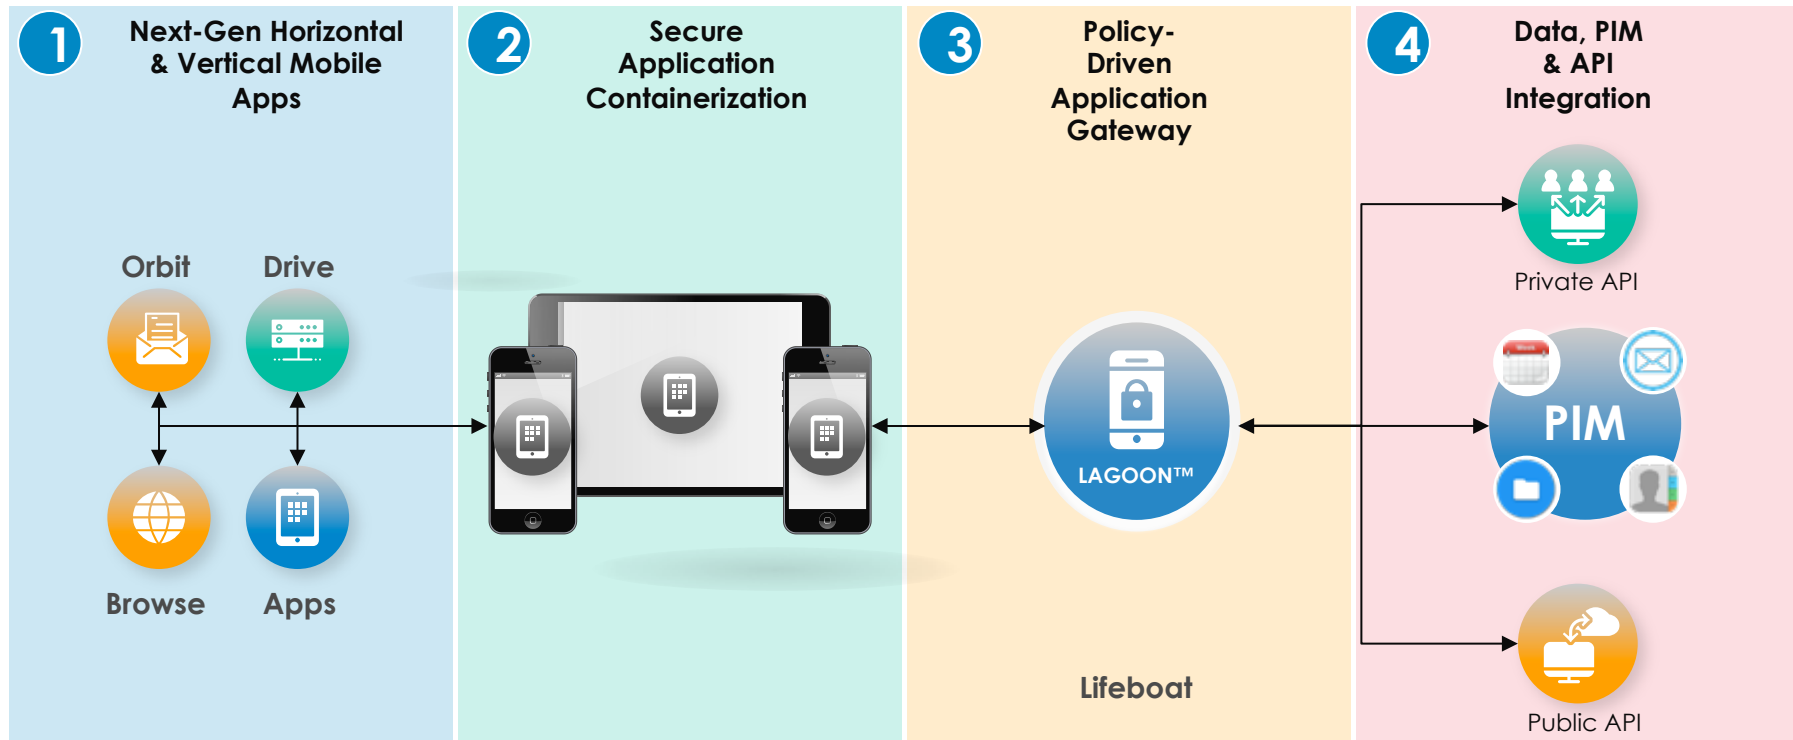 1
Next-Gen Horizontal
& Vertical Mobile
Apps
Orbit
Drive
Browse
Apps
2
Secure
Application
Containerization
3
Policy-
Driven
Application
Gateway
LAGOON™
Lifeboat
4
Data, PIM
& API
Integration
Private API
Week
PIM
Public API